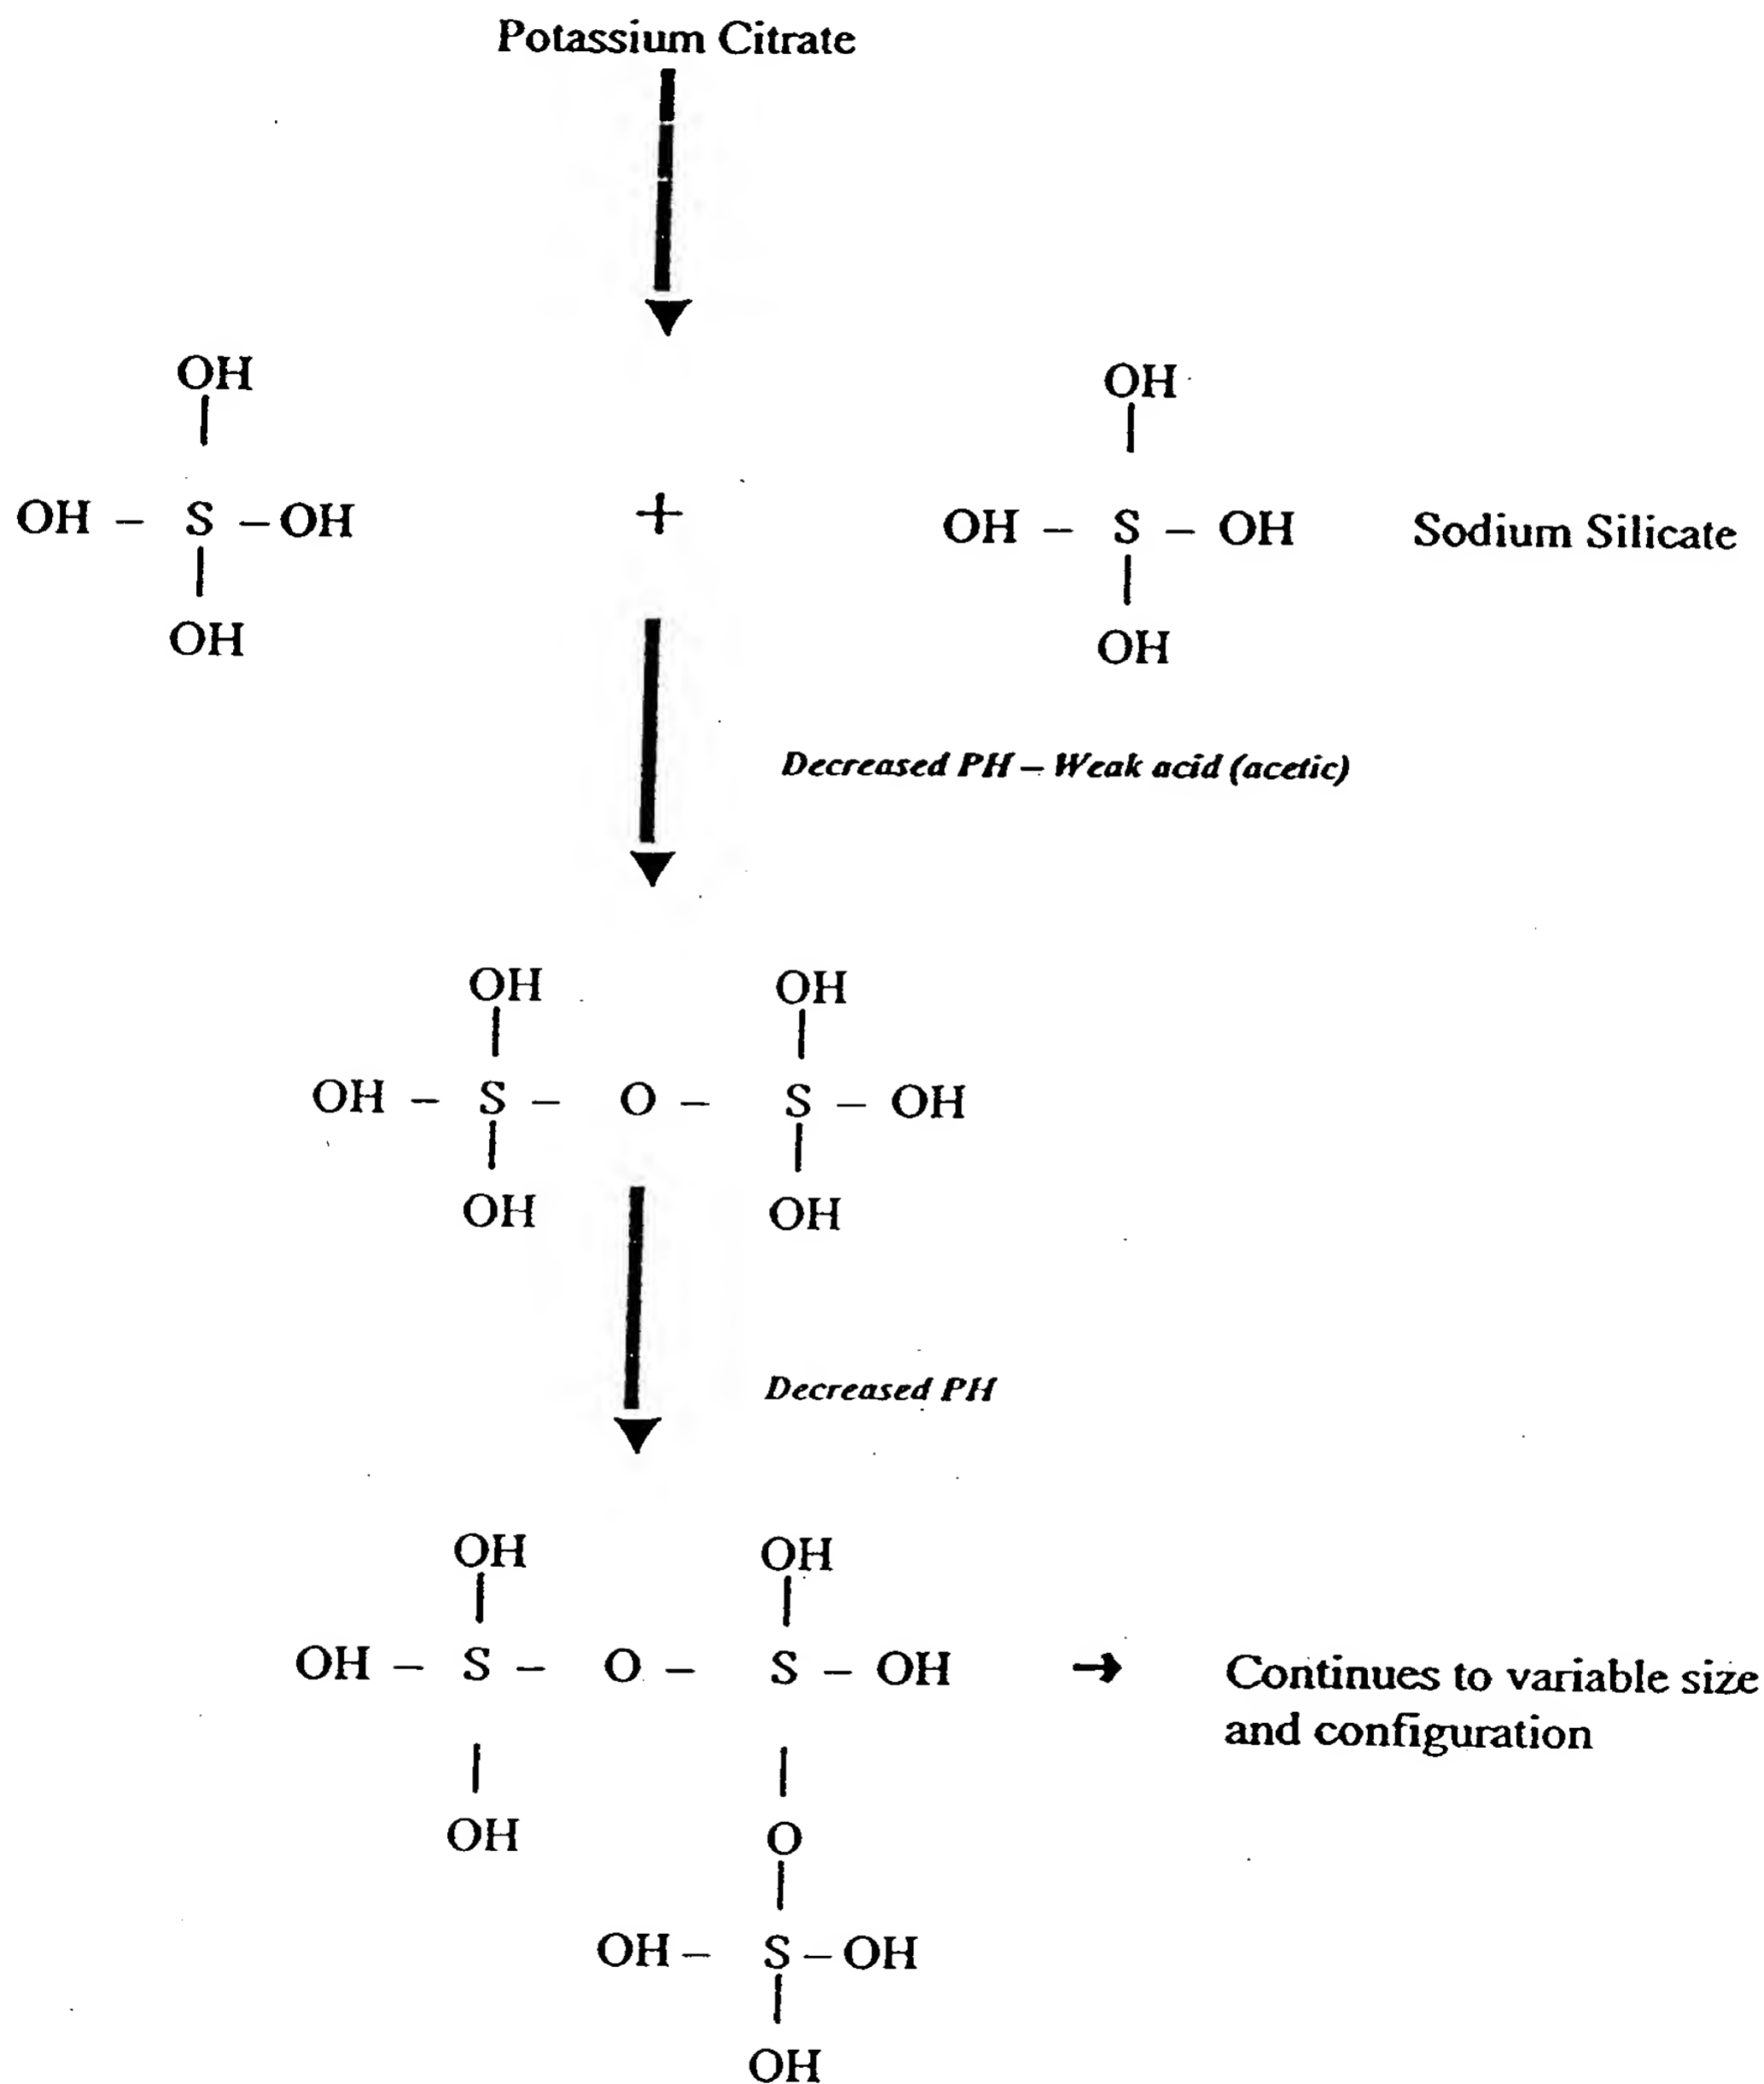 Potassium Citrate
OH OH
| |
OH – S – OH + OH – S – OH Sodium Silicate
| |
OH OH
Decreased PH – Weak acid (acetic)
OH OH
| |
OH – S – O – S – OH
| |
OH OH
Decreased PH
OH OH
| |
OH – S – O – S – OH → Continues to variable size
and configuration
| |
OH O
|
OH – S – OH
|
OH